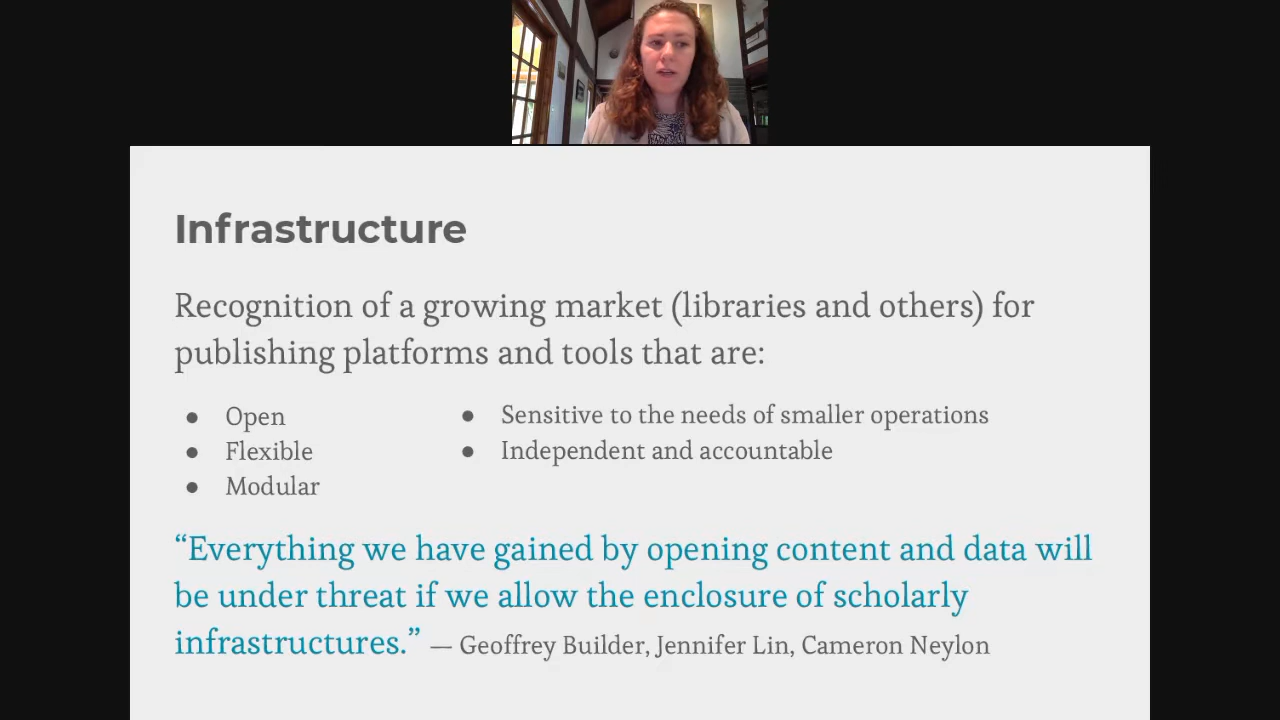 Infrastructure
Recognition of a growing market (libraries and others) for
publishing platforms and tools that are:
● Open
● Flexible
● Modular
● Sensitive to the needs of smaller operations
● Independent and accountable
“Everything we have gained by opening content and data will
be under threat if we allow the enclosure of scholarly
infrastructures.” — Geoffrey Builder, Jennifer Lin, Cameron Neylon